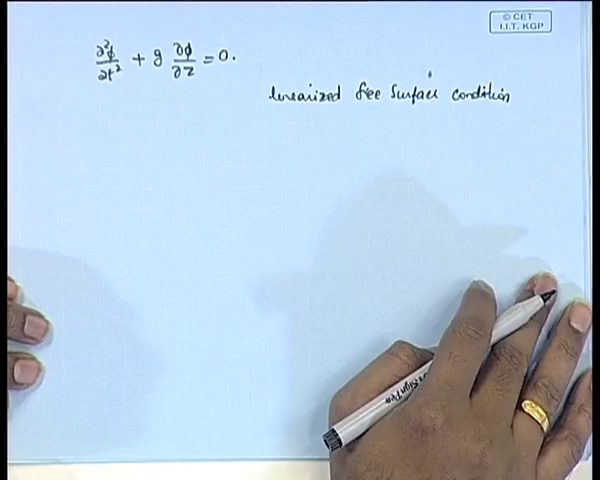 © CET
I.I.T. KGP
∂²ϕ/∂t² + g ∂ϕ/∂z = 0.
linearized free surface condition